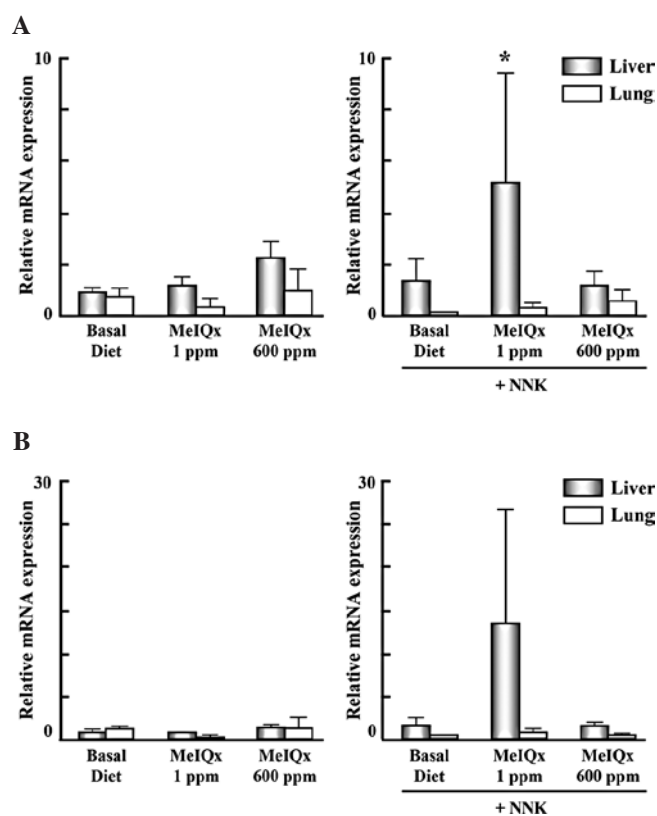 A
Relative mRNA expression
10
0
Basal
Diet
MeIQx
1 ppm
MeIQx
600 ppm
Relative mRNA expression
10
0
*
Liver
Lung
Basal
Diet
MeIQx
1 ppm
MeIQx
600 ppm
+ NNK
B
Relative mRNA expression
30
0
Basal
Diet
MeIQx
1 ppm
MeIQx
600 ppm
Relative mRNA expression
30
0
Liver
Lung
Basal
Diet
MeIQx
1 ppm
MeIQx
600 ppm
+ NNK